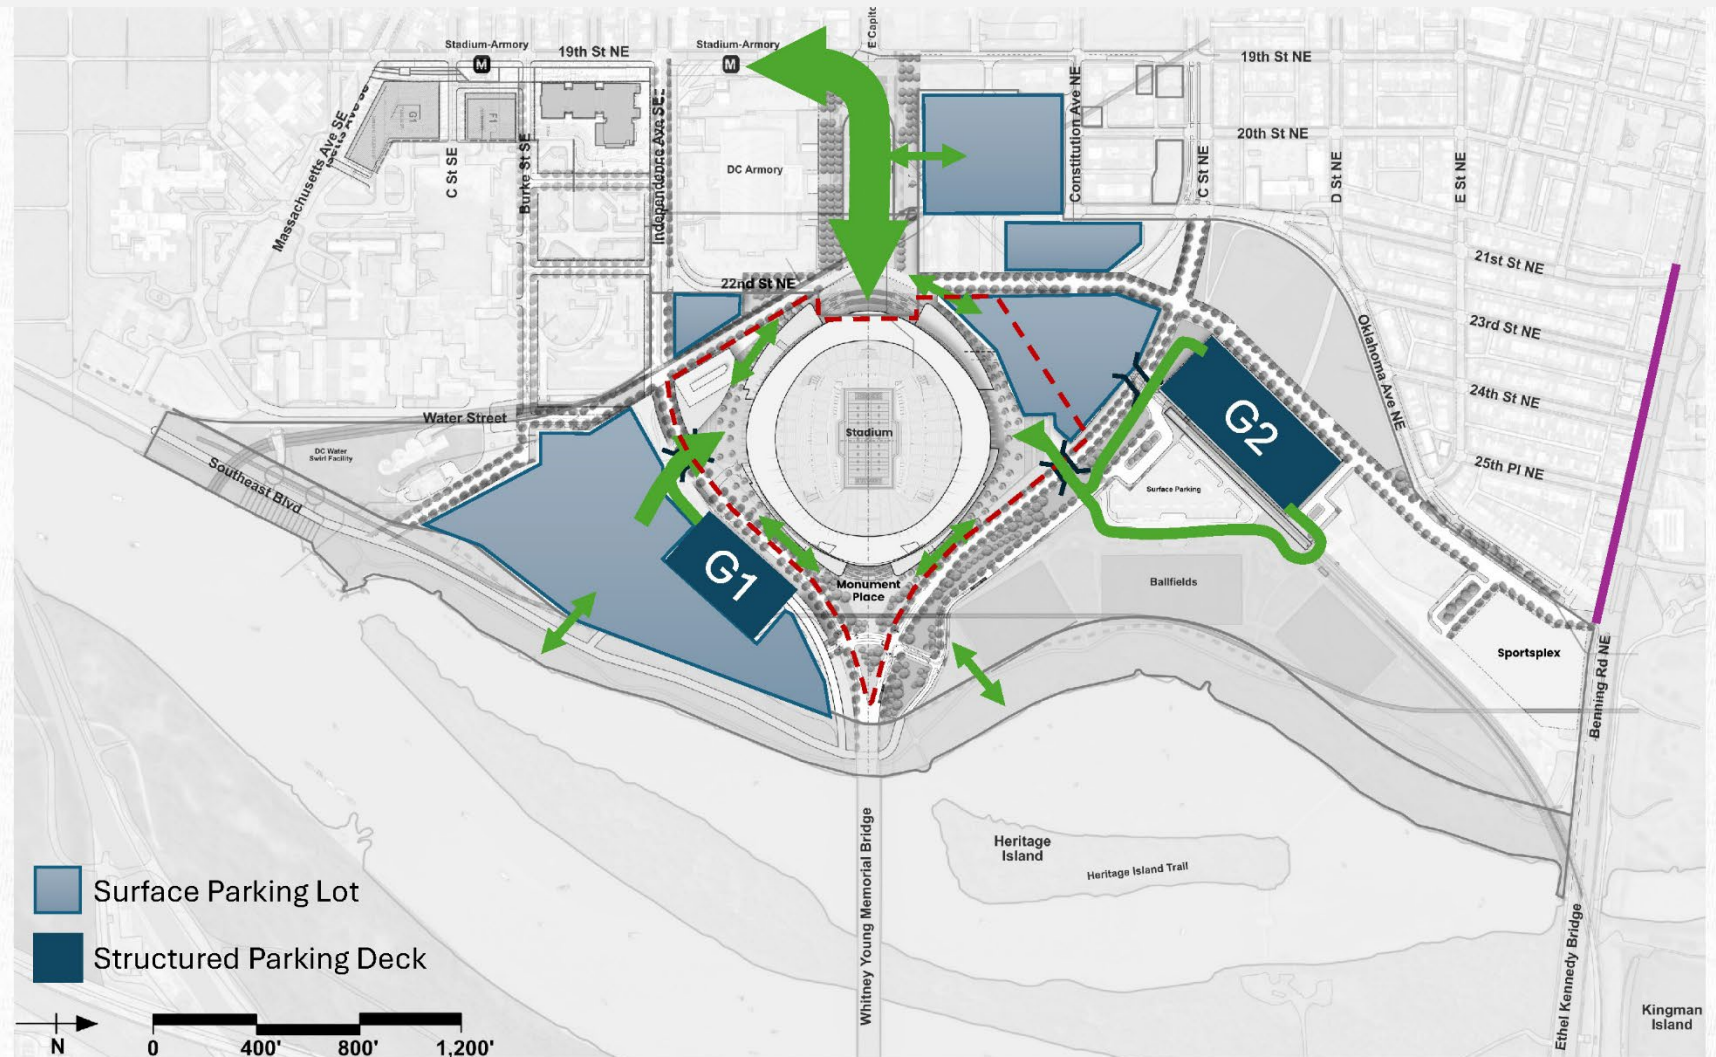 E Capito
Stadium-Armory
M
19th St NE
Stadium-Armory
M
19th St NE
Massachusetts Ave SE
G1
F1
C St SE
Burke St SE
Independence Ave SE
DC Armory
Constitution Ave NE
20th St NE
C St NE
D St NE
E St NE
22nd St NE
21st St NE
23rd St NE
24th St NE
25th Pl NE
Oklahoma Ave NE
Water Street
DC Water
Swirl Facility
Southeast Blvd
Stadium
G2
Surface Parking
G1
Monument
Place
Ballfields
Sportsplex
Benning Rd NE
Whitney Young Memorial Bridge
Heritage
Island
Heritage Island Trail
Ethel Kennedy Bridge
Kingman
Island
Surface Parking Lot
Structured Parking Deck
N
0 400' 800' 1,200'